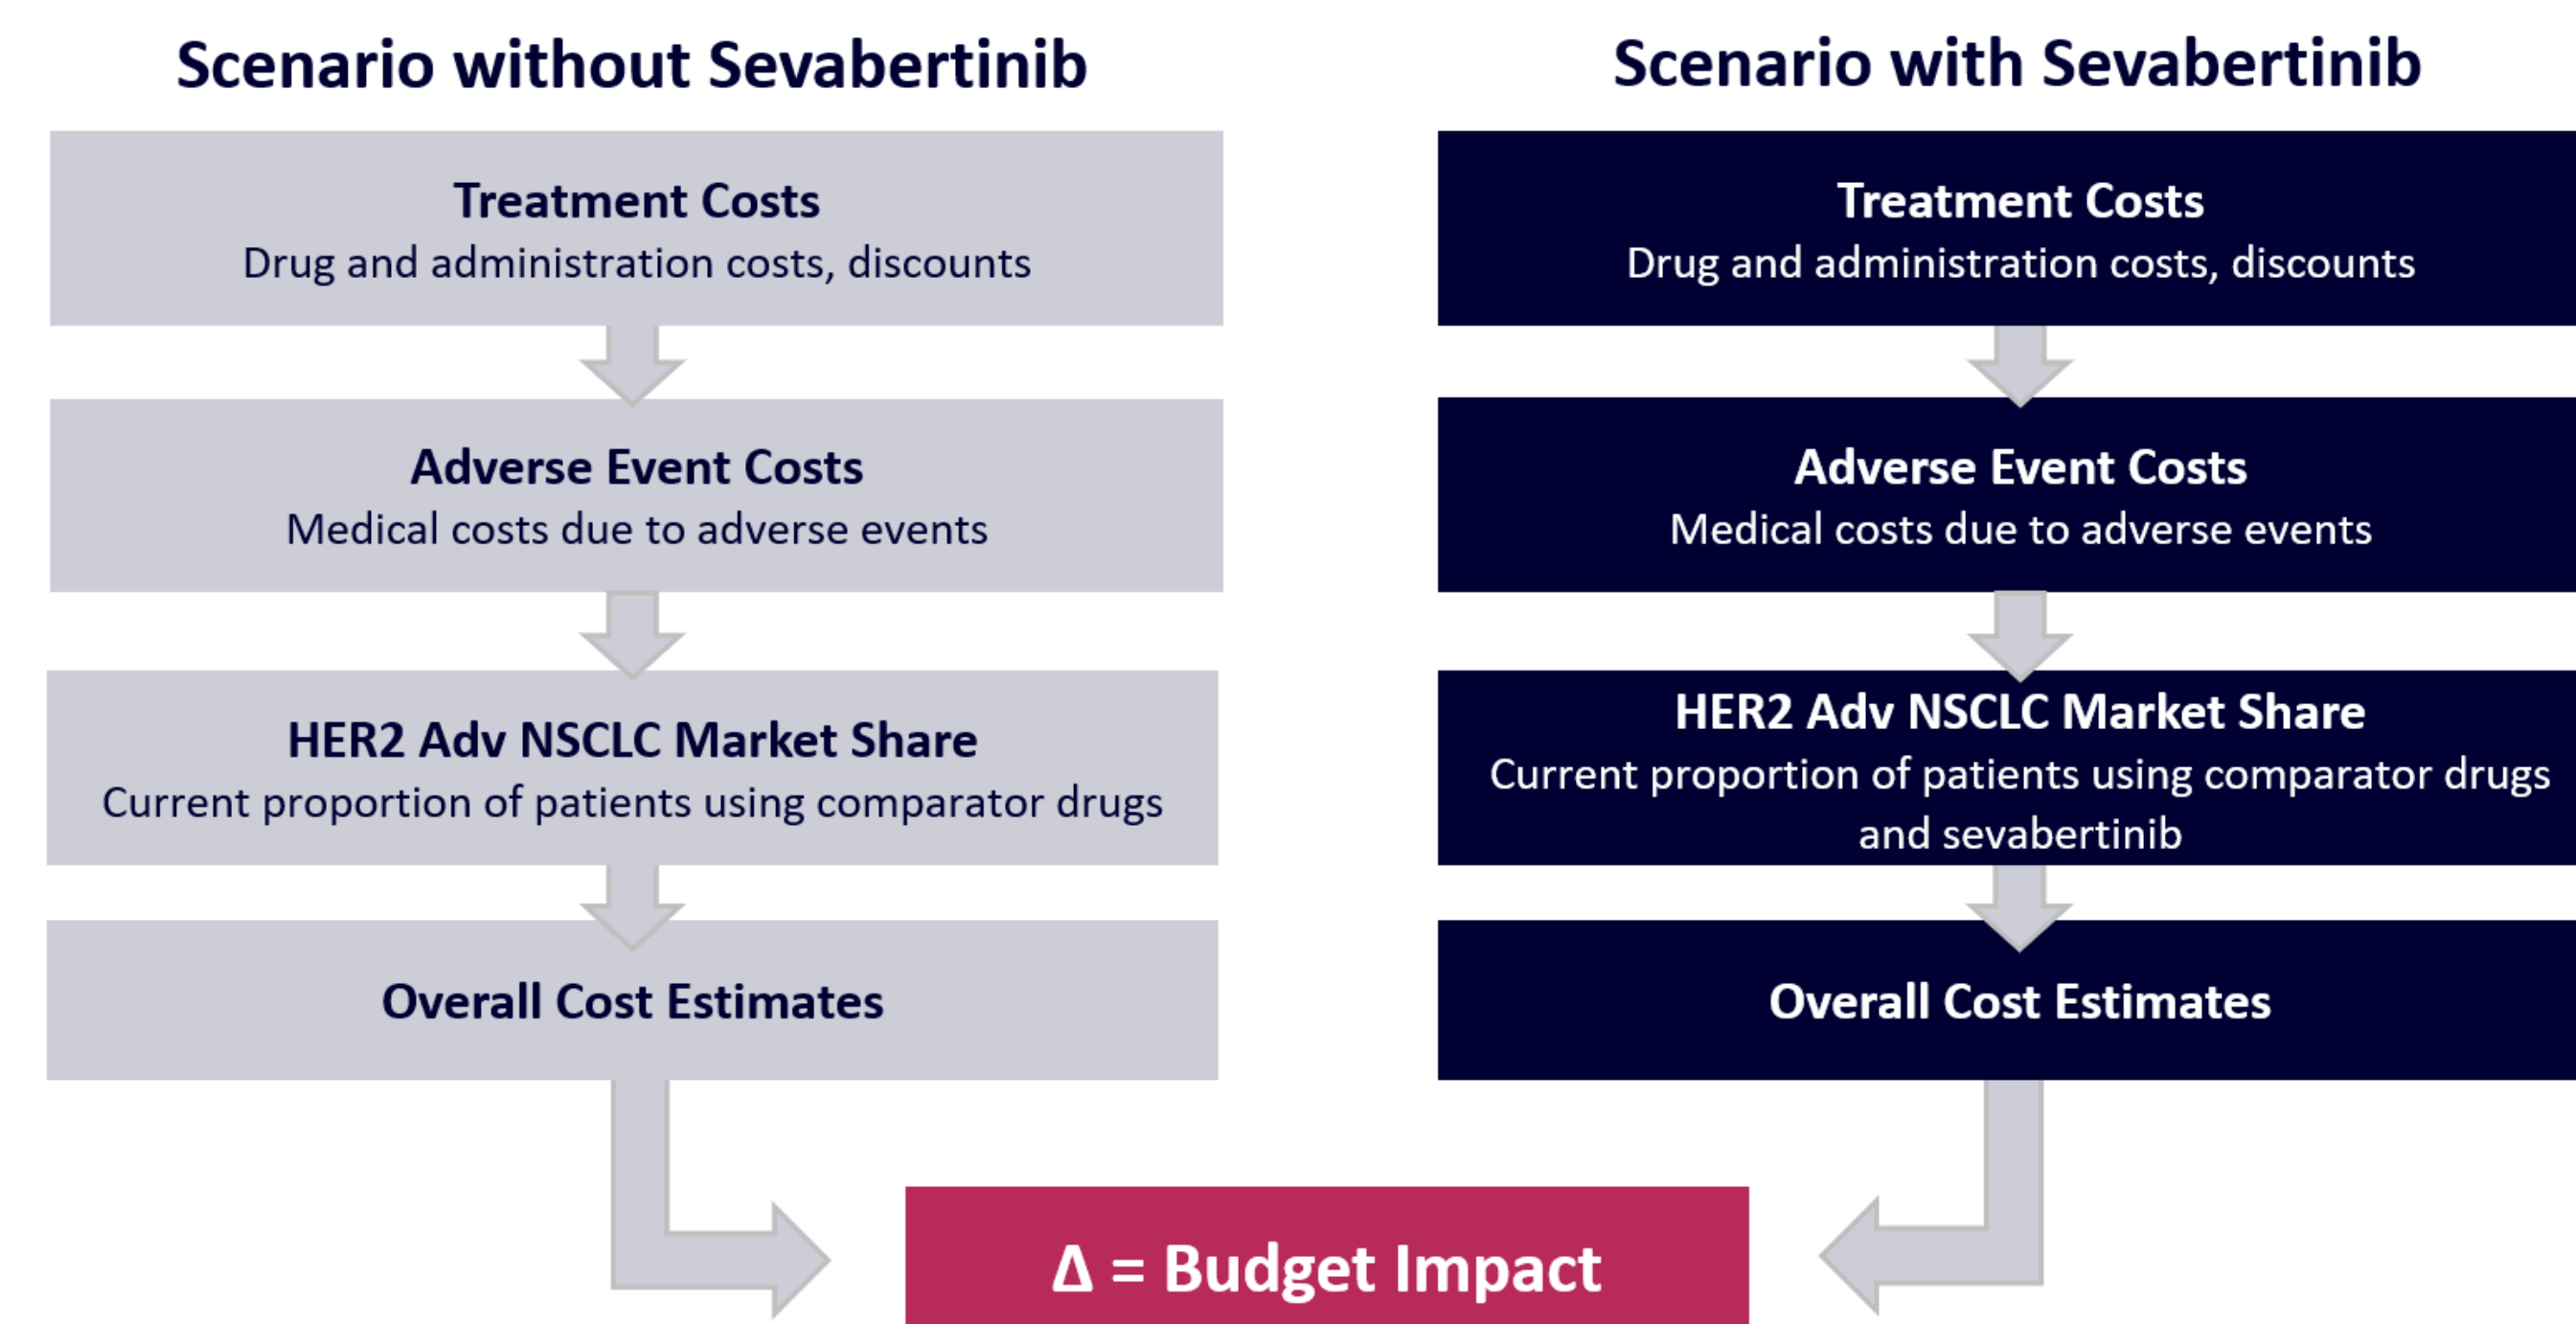 Scenario without Sevabertinib
Treatment Costs
Drug and administration costs, discounts
Adverse Event Costs
Medical costs due to adverse events
HER2 Adv NSCLC Market Share
Current proportion of patients using comparator drugs
Overall Cost Estimates
Scenario with Sevabertinib
Treatment Costs
Drug and administration costs, discounts
Adverse Event Costs
Medical costs due to adverse events
HER2 Adv NSCLC Market Share
Current proportion of patients using comparator drugs
and sevabertinib
Overall Cost Estimates
Δ = Budget Impact